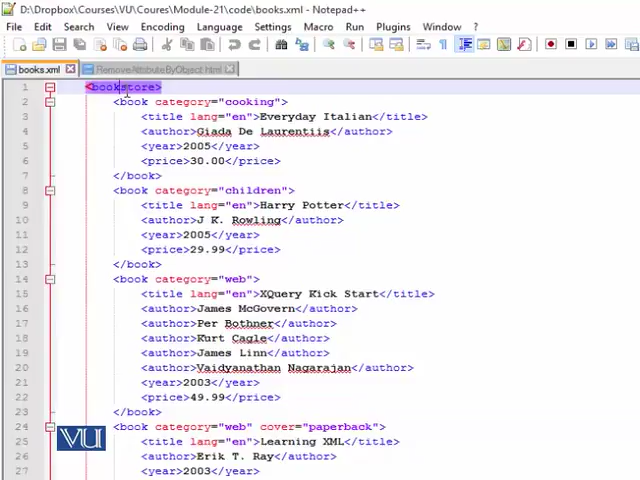 D:\Dropbox\Courses\VU\Coures\Module-21\code\books.xml - Notepad++
File Edit Search View Encoding Language Settings Macro Run Plugins Window ?
books.xml RemoveAttributeByObject.html
1 <bookstore>
2 <book category="cooking">
3 <title lang="en">Everyday Italian</title>
4 <author>Giada De Laurentiis</author>
5 <year>2005</year>
6 <price>30.00</price>
7 </book>
8 <book category="children">
9 <title lang="en">Harry Potter</title>
10 <author>J K. Rowling</author>
11 <year>2005</year>
12 <price>29.99</price>
13 </book>
14 <book category="web">
15 <title lang="en">XQuery Kick Start</title>
16 <author>James McGovern</author>
17 <author>Per Bothner</author>
18 <author>Kurt Cagle</author>
19 <author>James Linn</author>
20 <author>Vaidyanathan Nagarajan</author>
21 <year>2003</year>
22 <price>49.99</price>
23 </book>
24 <book category="web" cover="paperback">
25 <title lang="en">Learning XML</title>
26 <author>Erik T. Ray</author>
27 <year>2003</year>
VU